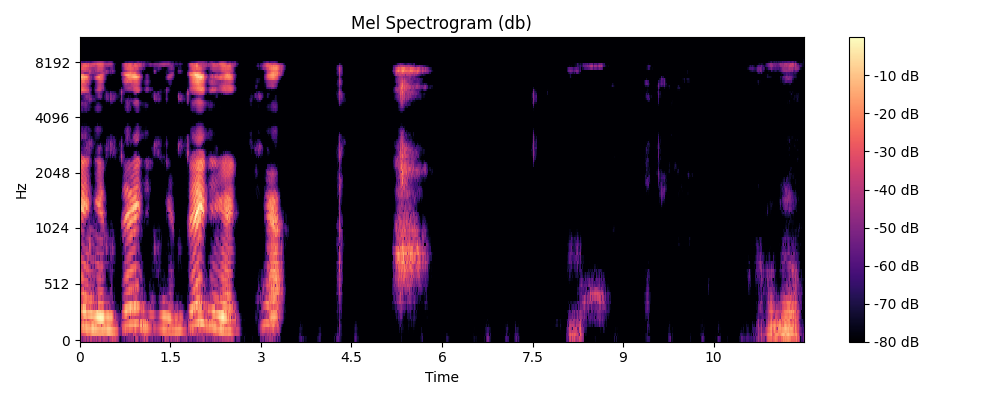 Mel Spectrogram (db)
8192
4096
2048
1024
512
0
Hz
0 1.5 3 4.5 6 7.5 9 10
Time
-10 dB
-20 dB
-30 dB
-40 dB
-50 dB
-60 dB
-70 dB
-80 dB